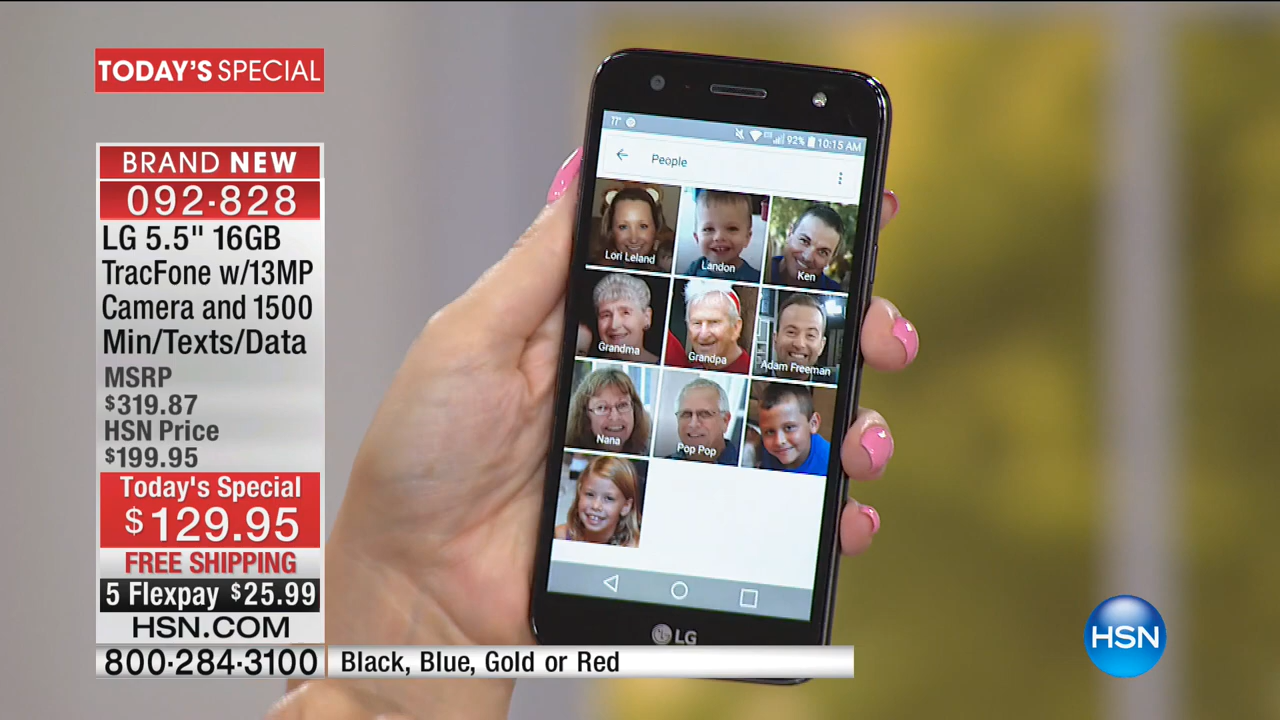 TODAY'S SPECIAL
BRAND NEW
092-828
LG 5.5" 16GB
TracFone w/13MP
Camera and 1500
Min/Texts/Data
MSRP
$319.87
HSN Price
$199.95
Today's Special
$129.95
FREE SHIPPING
5 Flexpay $25.99
HSN.COM
800-284-3100
Black, Blue, Gold or Red
77°
92% 10:15 AM
People
Lori Leland
Landon
Ken
Grandma
Grandpa
Adam Freeman
Nana
Pop Pop
LG
HSN